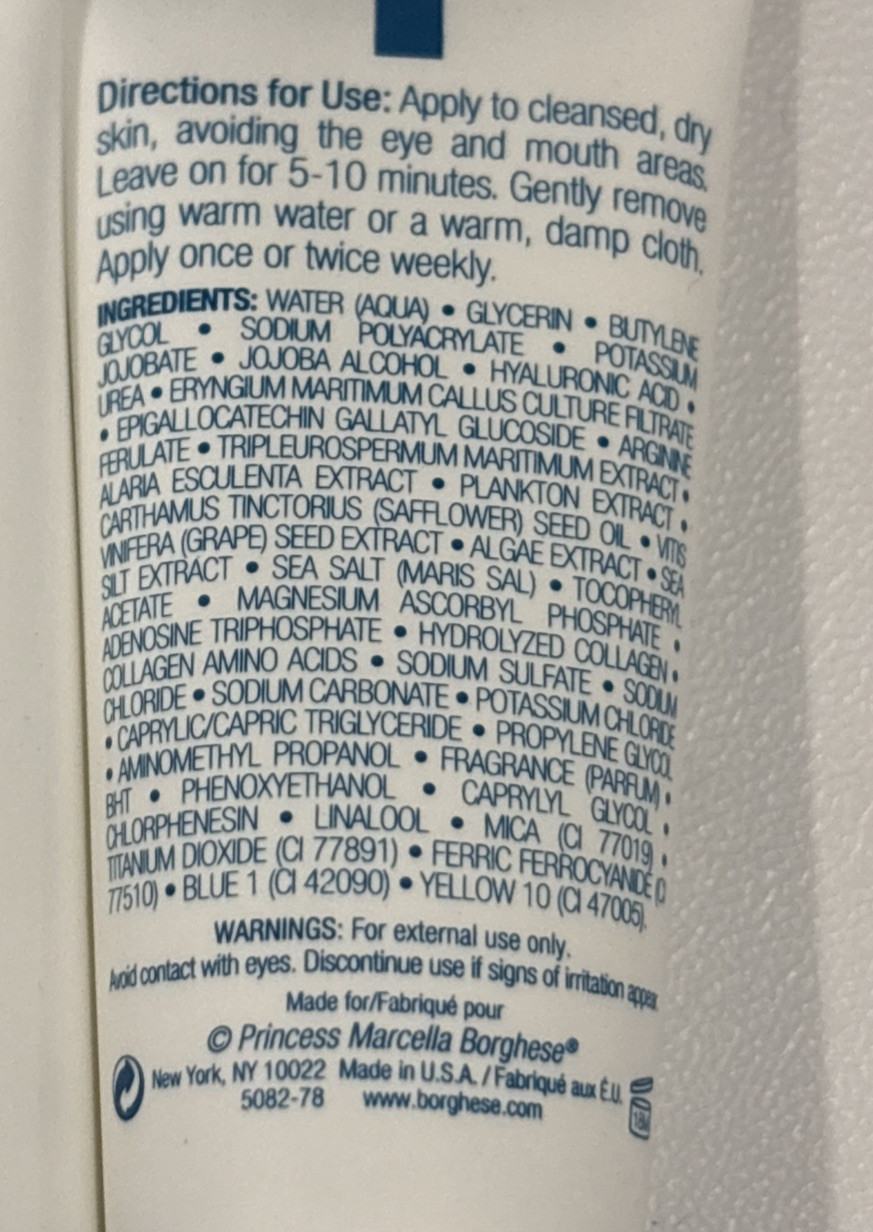 Directions for Use: Apply to cleansed, dry
skin, avoiding the eye and mouth areas.
Leave on for 5-10 minutes. Gently remove
using warm water or a warm, damp cloth.
Apply once or twice weekly.
INGREDIENTS: WATER (AQUA) • GLYCERIN • BUTYLENE
GLYCOL • SODIUM POLYACRYLATE • POTASSIUM
JOJOBATE • JOJOBA ALCOHOL • HYALURONIC ACID •
UREA • ERYNGIUM MARITIMUM CALLUS CULTURE FILTRATE
• EPIGALLOCATECHIN GALLATYL GLUCOSIDE • ARGININE
FERULATE • TRIPLEUROSPERMUM MARITIMUM EXTRACT •
ALARIA ESCULENTA EXTRACT • PLANKTON EXTRACT •
CARTHAMUS TINCTORIUS (SAFFLOWER) SEED OIL • VITIS
VINIFERA (GRAPE) SEED EXTRACT • ALGAE EXTRACT • SEA
SILT EXTRACT • SEA SALT (MARIS SAL) • TOCOPHERYL
ACETATE • MAGNESIUM ASCORBYL PHOSPHATE •
ADENOSINE TRIPHOSPHATE • HYDROLYZED COLLAGEN •
COLLAGEN AMINO ACIDS • SODIUM SULFATE • SODIUM
CHLORIDE • SODIUM CARBONATE • POTASSIUM CHLORIDE
• CAPRYLIC/CAPRIC TRIGLYCERIDE • PROPYLENE GLYCOL
• AMINOMETHYL PROPANOL • FRAGRANCE (PARFUM) •
BHT • PHENOXYETHANOL • CAPRYLYL GLYCOL •
CHLORPHENESIN • LINALOOL • MICA (CI 77019) •
TITANIUM DIOXIDE (CI 77891) • FERRIC FERROCYANIDE (CI
77510) • BLUE 1 (CI 42090) • YELLOW 10 (CI 47005).
WARNINGS: For external use only.
Avoid contact with eyes. Discontinue use if signs of irritation appear.
Made for/Fabriqué pour
© Princess Marcella Borghese®
New York, NY 10022 Made in U.S.A. / Fabriqué aux É.U.
5082-78 www.borghese.com
18M